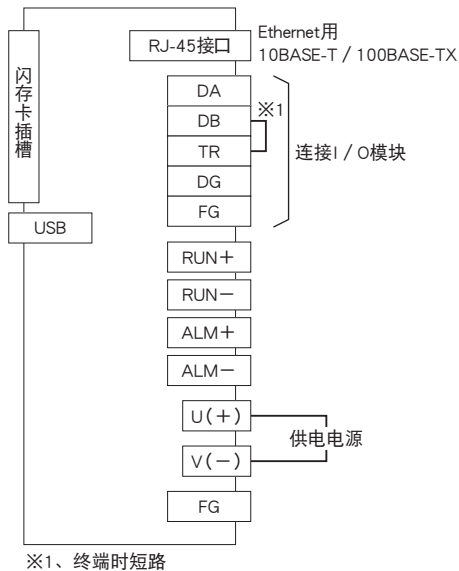 RJ-45接口
Ethernet用
10BASE-T / 100BASE-TX
闪存卡插槽
DA
※1
DB
TR
连接I / O模块
DG
FG
USB
RUN+
RUN−
ALM+
ALM−
U(+)
供电电源
V(−)
FG
※1、终端时短路